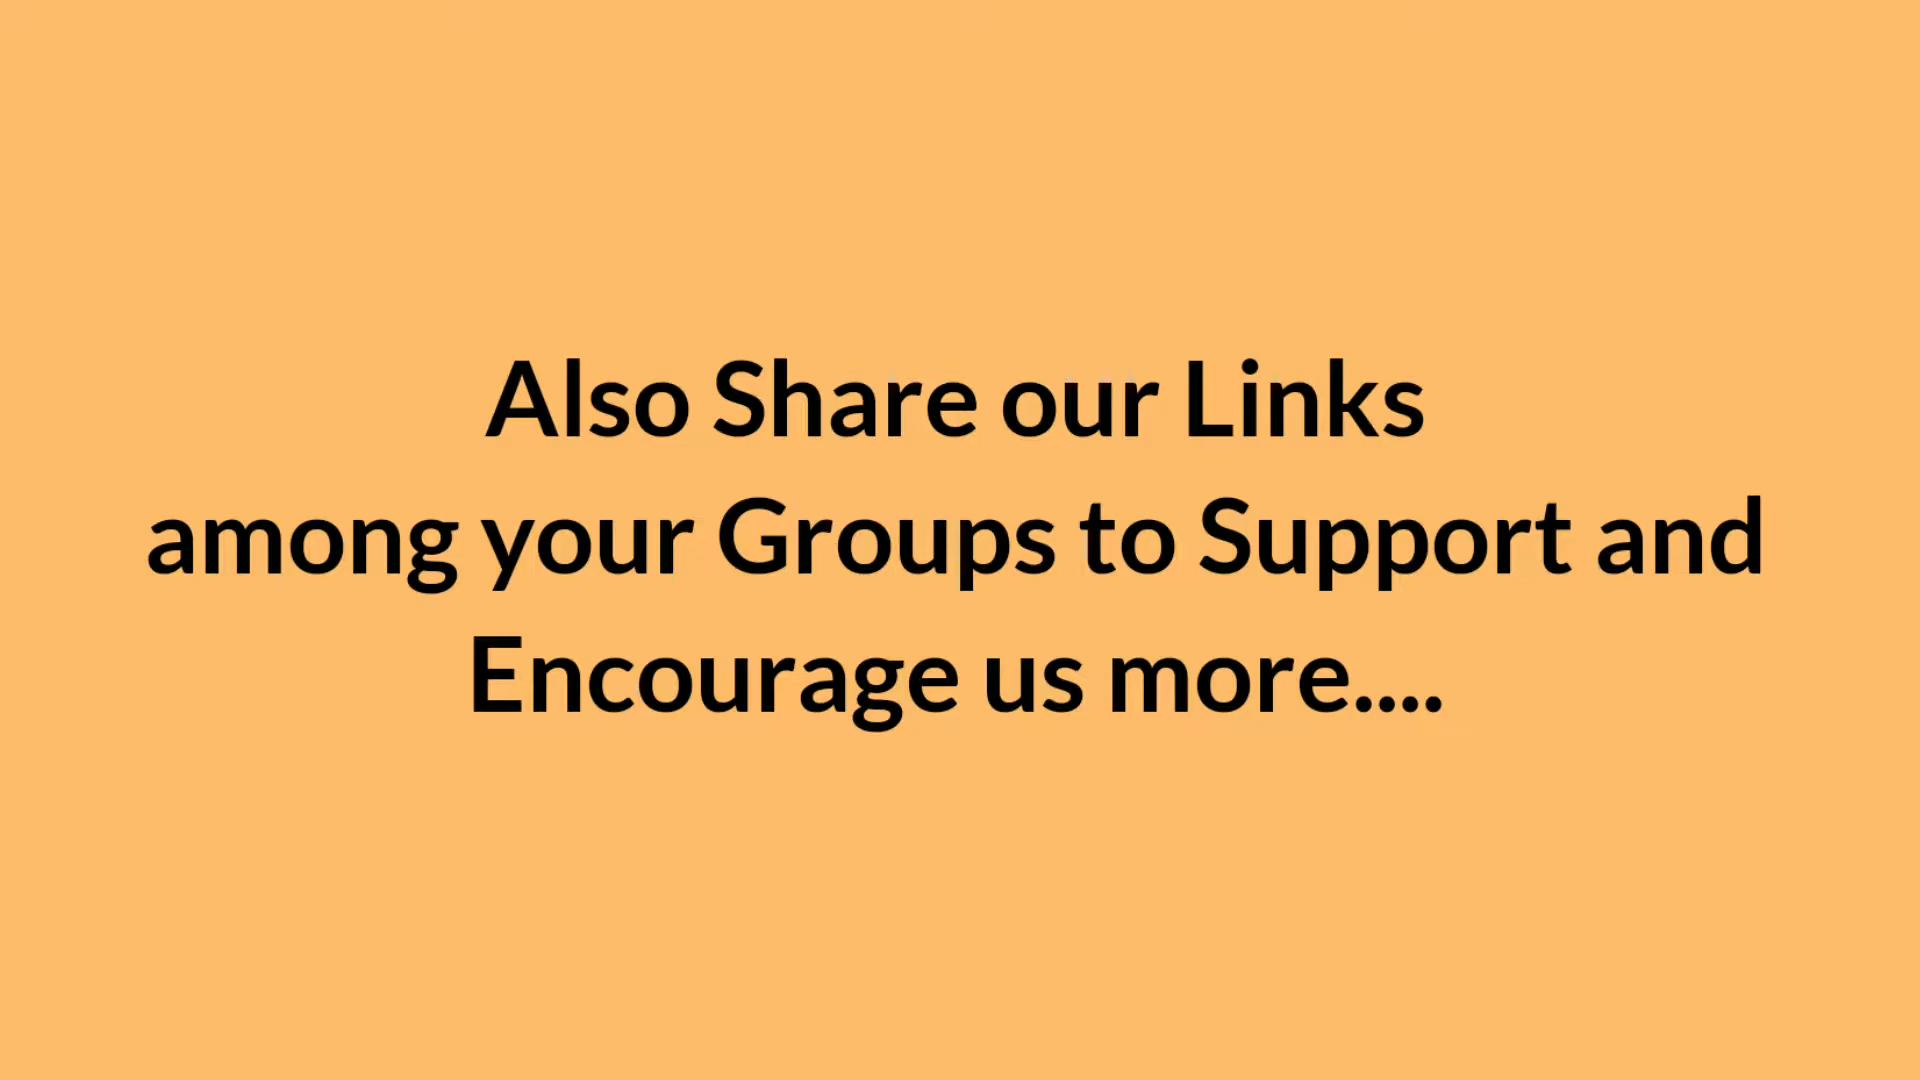 Also Share our Links
among your Groups to Support and
Encourage us more....